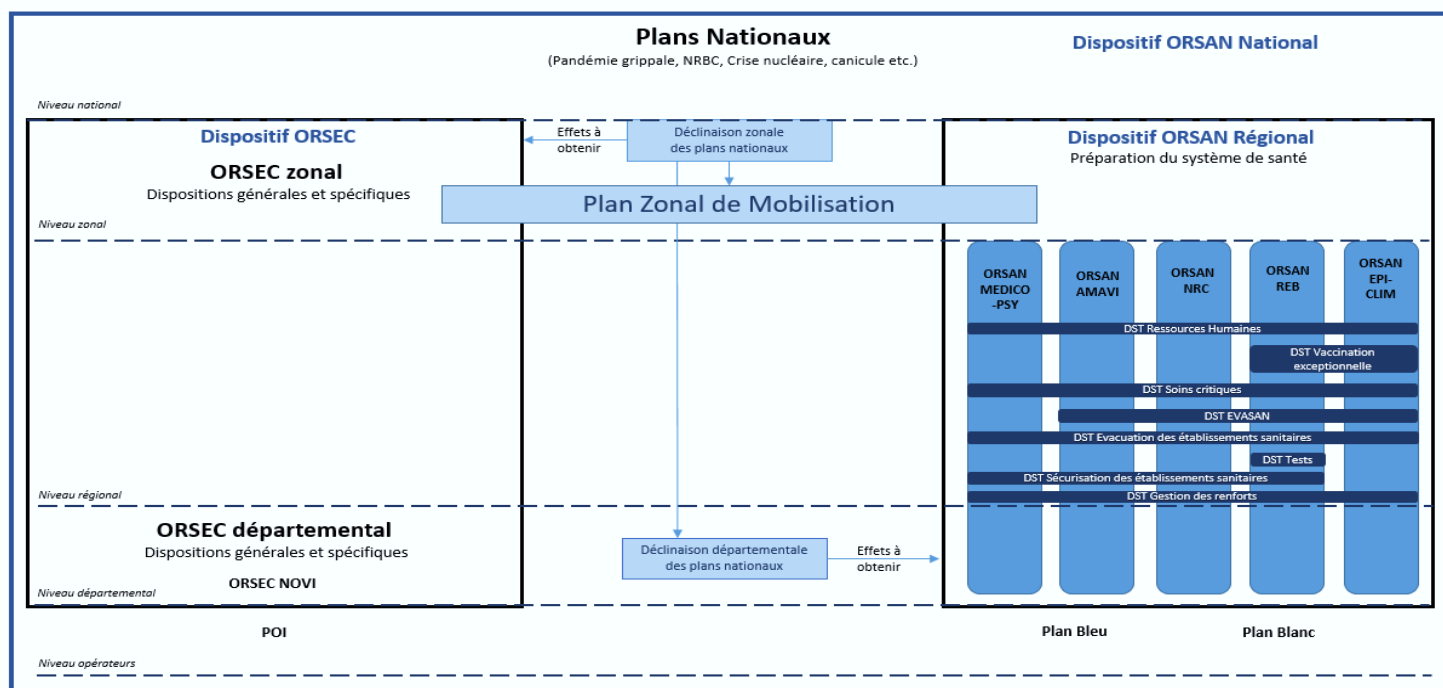 Plans Nationaux
(Pandémie grippale, NRBC, Crise nucléaire, canicule etc.)
Dispositif ORSAN National
Niveau national
Dispositif ORSEC
ORSEC zonal
Dispositions générales et spécifiques
Effets à
obtenir
Déclinaison zonale
des plans nationaux
Dispositif ORSAN Régional
Préparation du système de santé
Plan Zonal de Mobilisation
Niveau zonal
ORSAN
MEDICO
-PSY
ORSAN
AMAVI
ORSAN
NRC
ORSAN
REB
ORSAN
EPI-
CLIM
DST Ressources Humaines
DST Vaccination
exceptionnelle
DST Soins critiques
DST EVASAN
DST Evacuation des établissements sanitaires
DST Tests
DST Sécurisation des établissements sanitaires
DST Gestion des renforts
Niveau régional
ORSEC départemental
Dispositions générales et spécifiques
ORSEC NOVI
Déclinaison départementale
des plans nationaux
Effets à
obtenir
Niveau départemental
POI
Plan Bleu
Plan Blanc
Niveau opérateurs